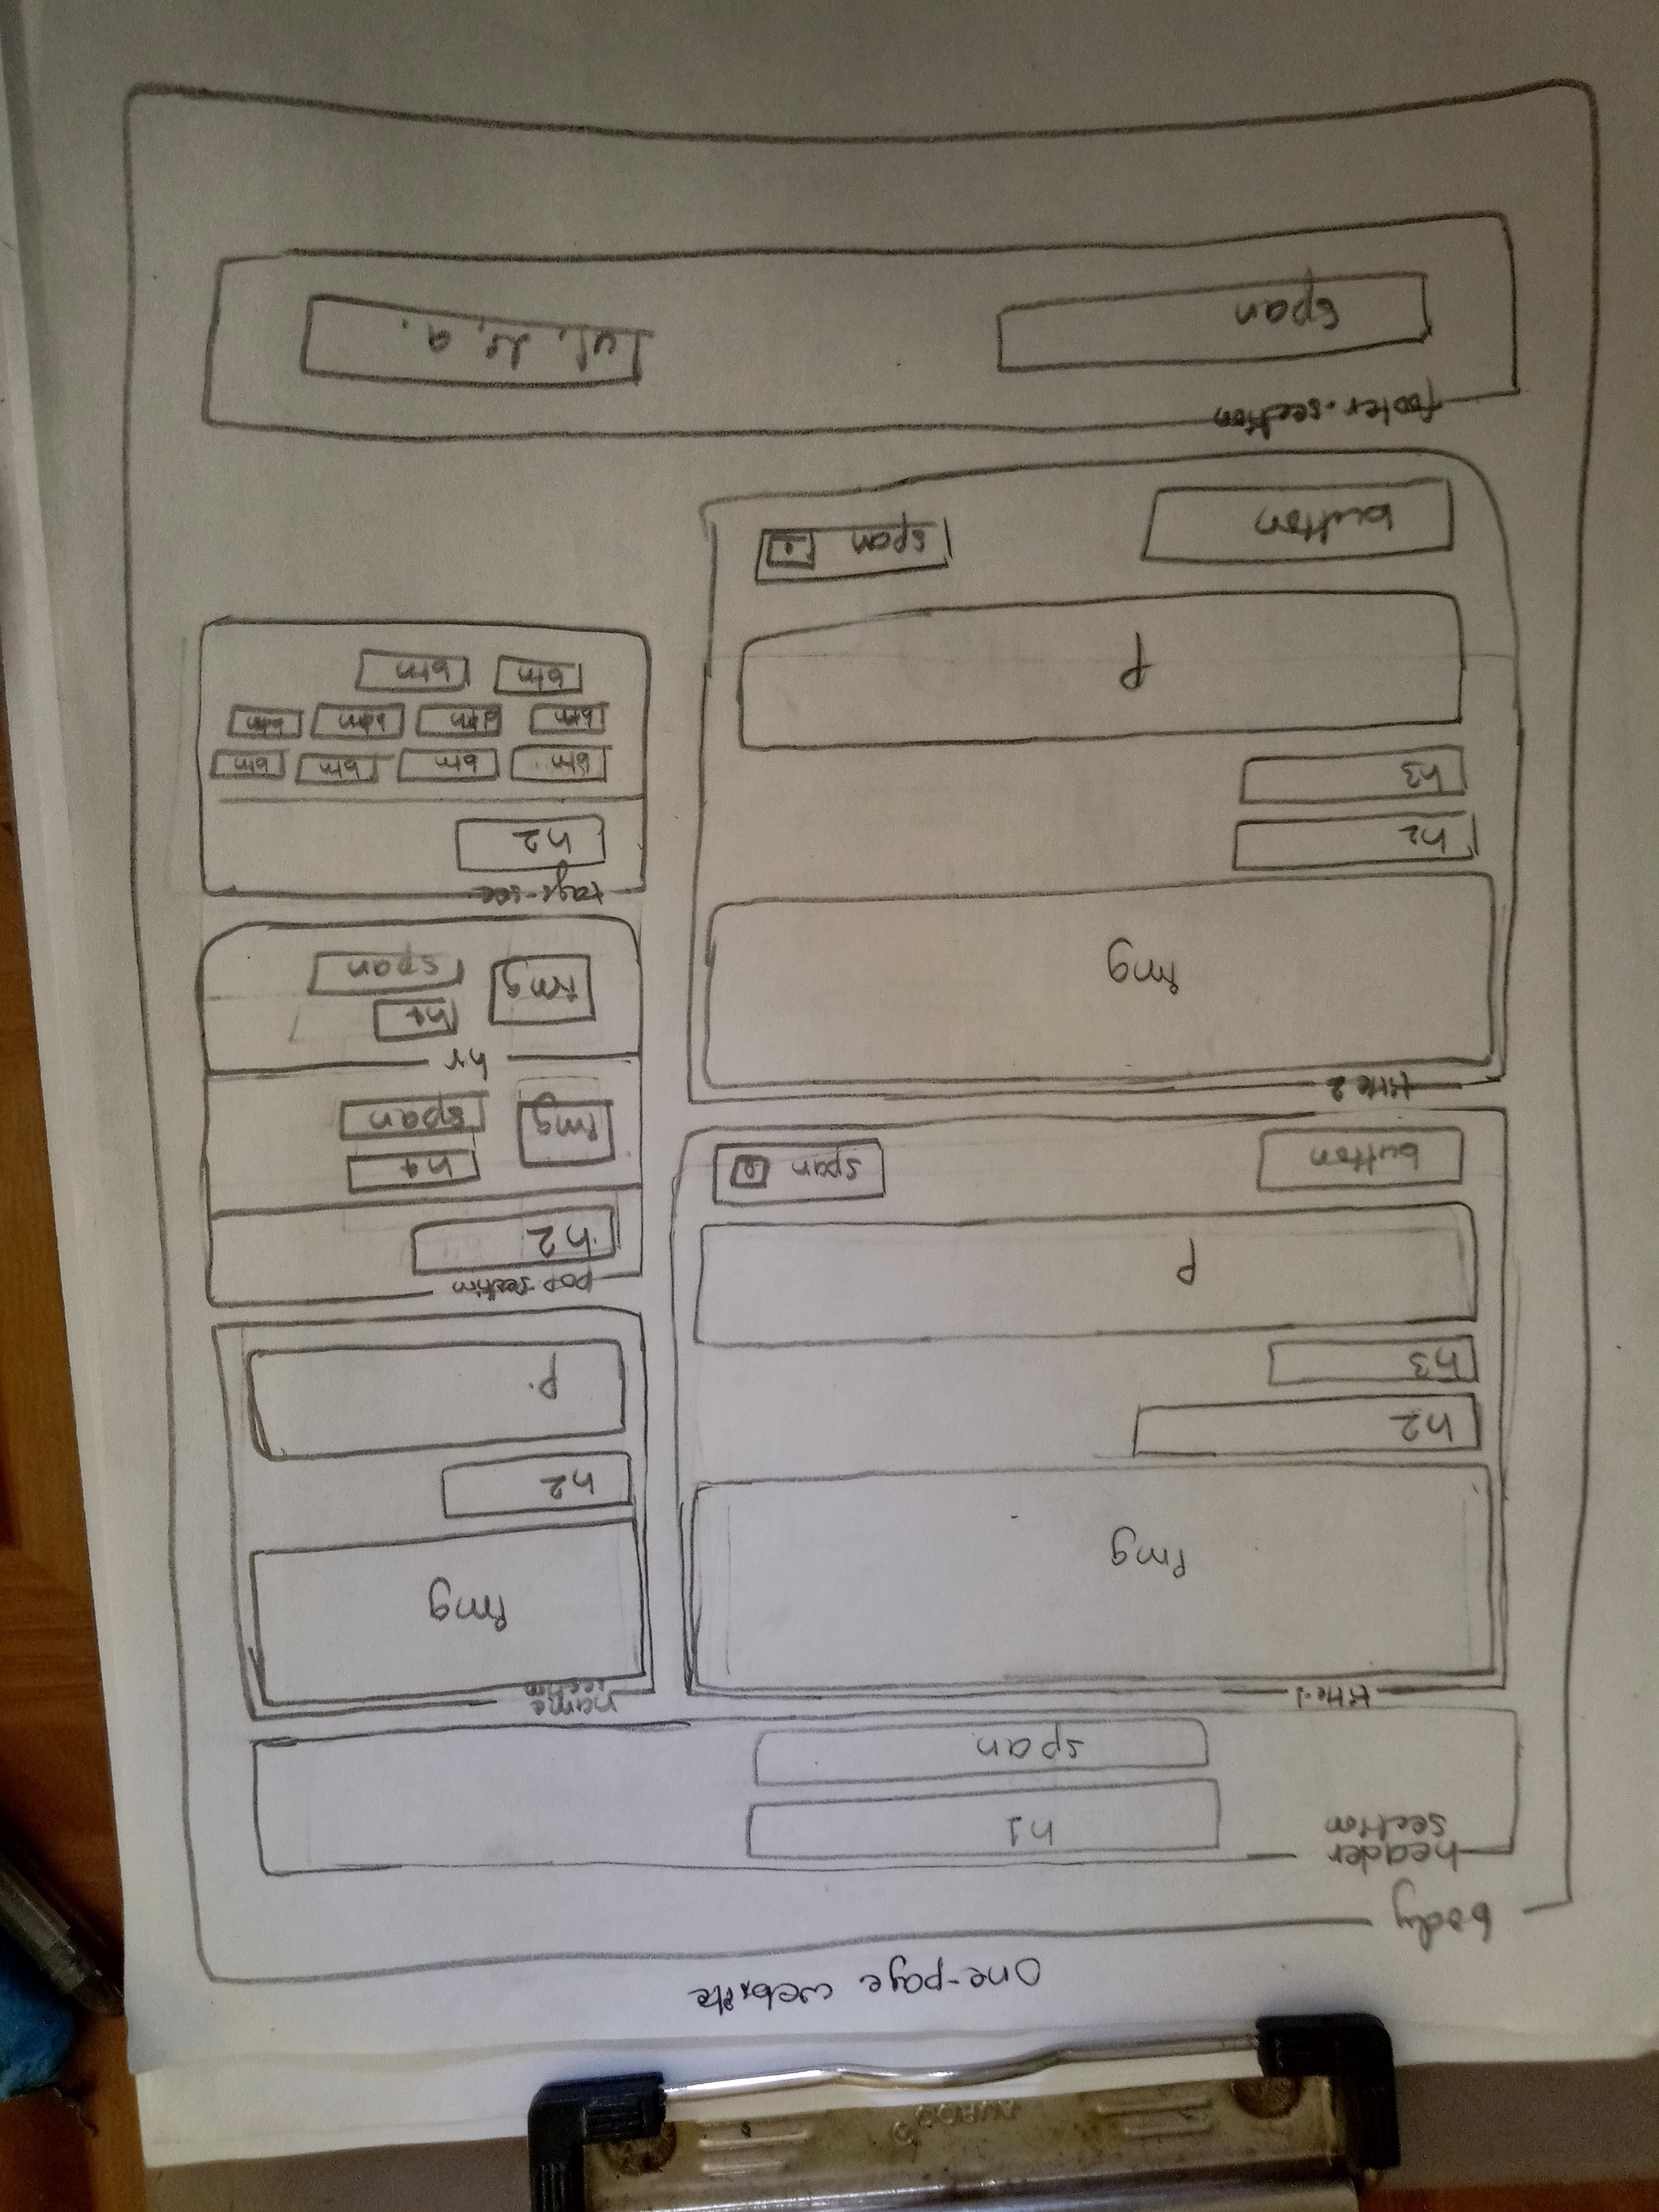 One-page website
body
header
section
h1
span
title-1
img
h2
h3
p
button
span
name
section
img
h2
p.
pop section
h2
img
h4
span
hr
img
h4
span
title 2
img
h2
h3
p
button
span
tags-sec
h2
btn btn btn btn
btn btn btn btn
btn btn
footer-section
span
ul, li, a.